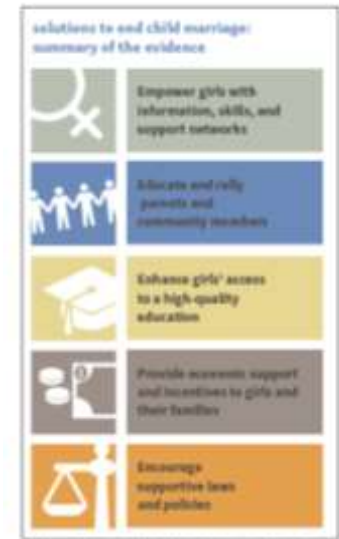 solutions to end child marriage:
summary of the evidence
Empower girls with
information, skills, and
support networks
Educate and rally
parents and
community members
Enhance girls' access
to a high-quality
education
Provide economic support
and incentives to girls and
their families
Encourage
supportive laws
and policies